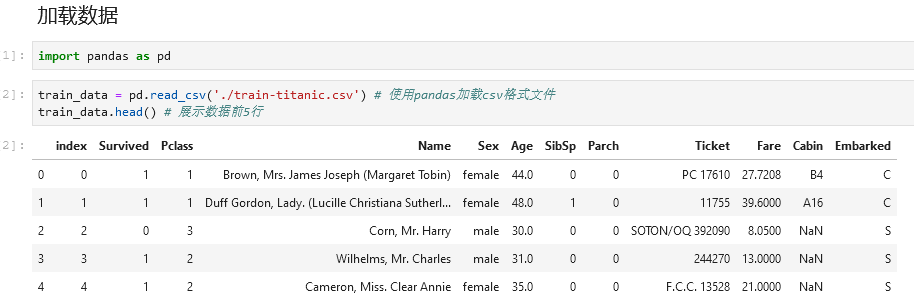 加载数据
1]: import pandas as pd
2]: train_data = pd.read_csv('./train-titanic.csv') # 使用pandas加载csv格式文件
train_data.head() # 展示数据前5行
2]: index Survived Pclass Name Sex Age SibSp Parch Ticket Fare Cabin Embarked
0 0 1 1 Brown, Mrs. James Joseph (Margaret Tobin) female 44.0 0 0 PC 17610 27.7208 B4 C
1 1 1 1 Duff Gordon, Lady. (Lucille Christiana Sutherl... female 48.0 1 0 11755 39.6000 A16 C
2 2 0 3 Corn, Mr. Harry male 30.0 0 0 SOTON/OQ 392090 8.0500 NaN S
3 3 1 2 Wilhelms, Mr. Charles male 31.0 0 0 244270 13.0000 NaN S
4 4 1 2 Cameron, Miss. Clear Annie female 35.0 0 0 F.C.C. 13528 21.0000 NaN S